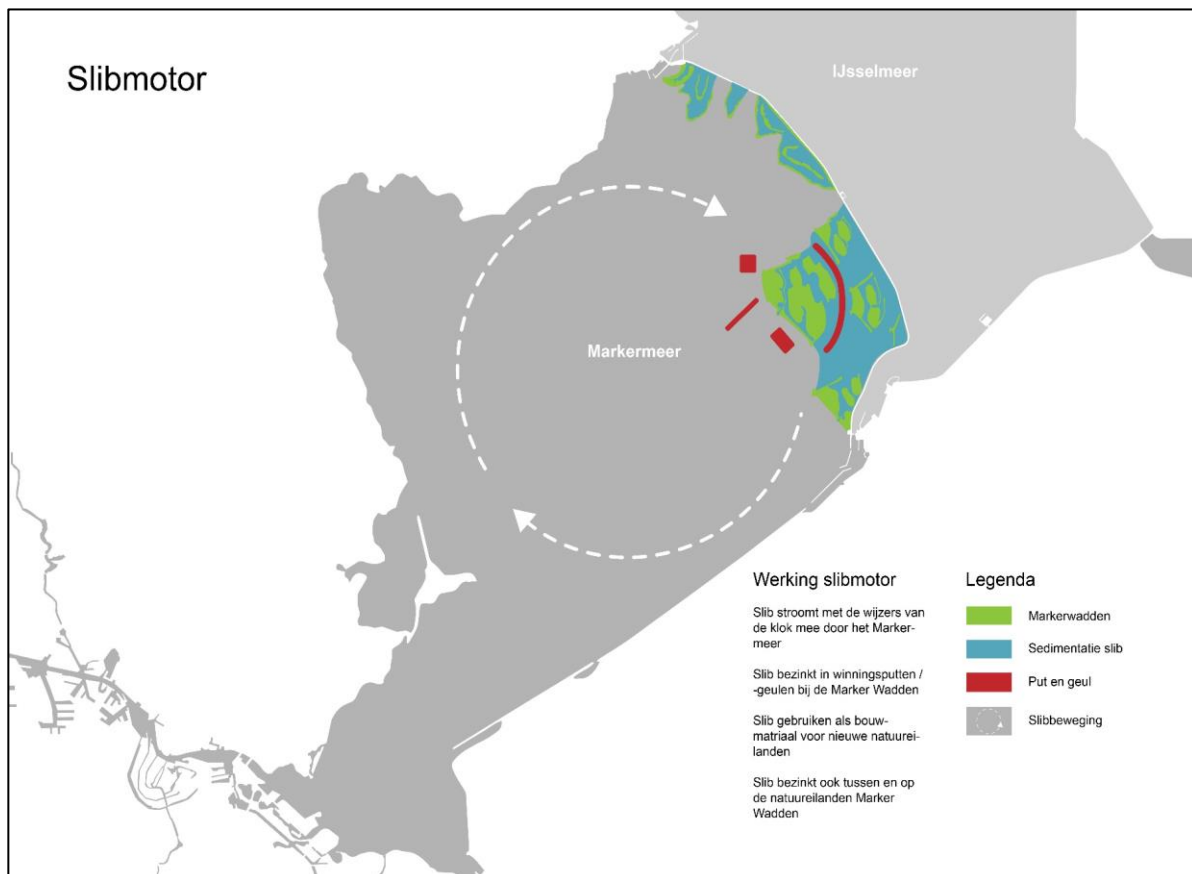 Slibmotor
IJsselmeer
Markermeer
Werking slibmotor
Slib stroomt met de wijzers van
de klok mee door het Marker-
meer
Slib bezinkt in winningsputten /
-geulen bij de Marker Wadden
Slib gebruiken als bouw-
matriaal voor nieuwe natuurei-
landen
Slib bezinkt ook tussen en op
de natuureilanden Marker
Wadden
Legenda
Markerwadden
Sedimentatie slib
Put en geul
Slibbeweging